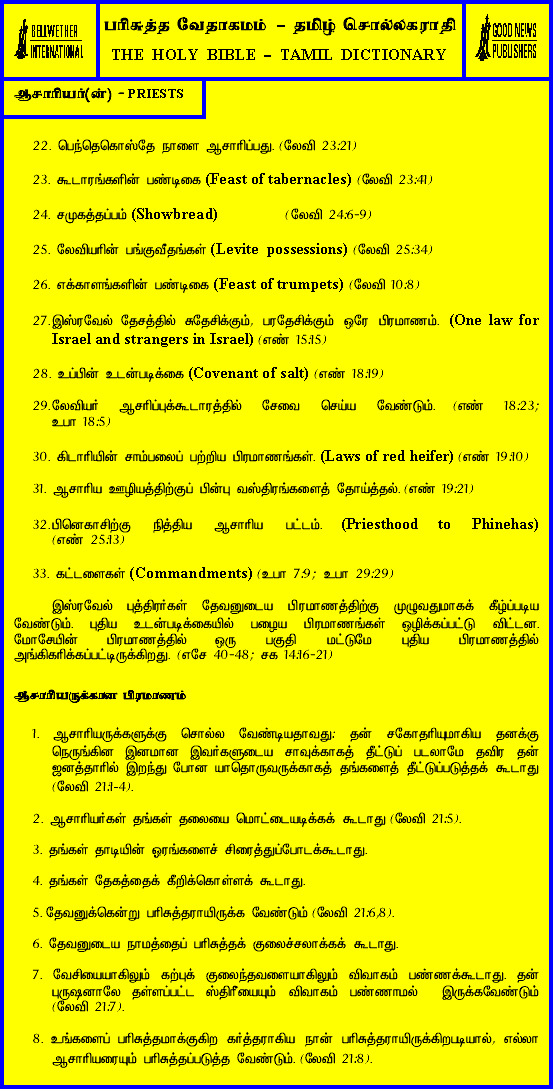 BELLWETHER
INTERNATIONAL
பரிசுத்த வேதாகமம் – தமிழ் சொல்லகராதி
THE HOLY BIBLE – TAMIL DICTIONARY
GOOD NEWS
PUBLISHERS
ஆசாரியர்(ன்) – PRIESTS
22. பெந்தெகொஸ்தே நாளை ஆசாரிப்பது. (லேவி 23:21)
23. கூடாரங்களின் பண்டிகை (Feast of tabernacles) (லேவி 23:41)
24. சமுகத்தப்பம் (Showbread) (லேவி 24:6-9)
25. லேவியரின் பங்குவீதங்கள் (Levite possessions) (லேவி 25:34)
26. எக்காளங்களின் பண்டிகை (Feast of trumpets) (லேவி 10:8)
27. இஸ்ரவேல் தேசத்தில் சுதேசிக்கும், பரதேசிக்கும் ஒரே பிரமாணம். (One law for
Israel and strangers in Israel) (எண் 15:15)
28. உப்பின் உடன்படிக்கை (Covenant of salt) (எண் 18:19)
29. லேவியர் ஆசரிப்புக்கூடாரத்தில் சேவை செய்ய வேண்டும். (எண் 18:23;
உபா 18:5)
30. கிடாரியின் சாம்பலைப் பற்றிய பிரமாணங்கள். (Laws of red heifer) (எண் 19:10)
31. ஆசாரிய ஊழியத்திற்குப் பின்பு வஸ்திரங்களைத் தோய்த்தல். (எண் 19:21)
32. பினெகாசிற்கு நித்திய ஆசாரிய பட்டம். (Priesthood to Phinehas)
(எண் 25:13)
33. கட்டளைகள் (Commandments) (உபா 7:9; உபா 29:29)
இஸ்ரவேல் புத்திரர்கள் தேவனுடைய பிரமாணத்திற்கு முழுவதுமாகக் கீழ்ப்படிய
வேண்டும். புதிய உடன்படிக்கையில் பழைய பிரமாணங்கள் ஒழிக்கப்பட்டு விட்டன.
மோசேயின் பிரமாணத்தில் ஒரு பகுதி மட்டுமே புதிய பிரமாணத்தில்
அங்கிகரிக்கப்பட்டிருக்கிறது. (எசே 40-48; சக 14:16-21)
ஆசாரியருக்கான பிரமாணம்
1. ஆசாரியருக்களுக்கு சொல்ல வேண்டியதாவது: தன் சகோதரியுமாகிய தனக்கு
நெருங்கின இனமான இவர்களுடைய சாவுக்காகத் தீட்டுப் படலாமே தவிர தன்
ஜனத்தாரில் இறந்து போன யாதொருவருக்காகத் தங்களைத் தீட்டுப்படுத்தக் கூடாது
(லேவி 21:1-4).
2. ஆசாரியர்கள் தங்கள் தலையை மொட்டையடிக்கக் கூடாது (லேவி 21:5).
3. தங்கள் தாடியின் ஓரங்களைச் சிரைத்துப்போடக்கூடாது.
4. தங்கள் தேகத்தைக் கீறிக்கொள்ளக் கூடாது.
5. தேவனுக்கென்று பரிசுத்தராயிருக்க வேண்டும் (லேவி 21:6,8).
6. தேவனுடைய நாமத்தைப் பரிசுத்தக் குலைச்சலாக்கக் கூடாது.
7. வேசியையாகிலும் கற்புக் குலைந்தவளையாகிலும் விவாகம் பண்ணக்கூடாது. தன்
புருஷனாலே தள்ளப்பட்ட ஸ்திரீயையும் விவாகம் பண்ணாமல் இருக்கவேண்டும்
(லேவி 21:7).
8. உங்களைப் பரிசுத்தமாக்குகிற கர்த்தராகிய நான் பரிசுத்தராயிருக்கிறபடியால், எல்லா
ஆசாரியரையும் பரிசுத்தப்படுத்த வேண்டும். (லேவி 21:8).